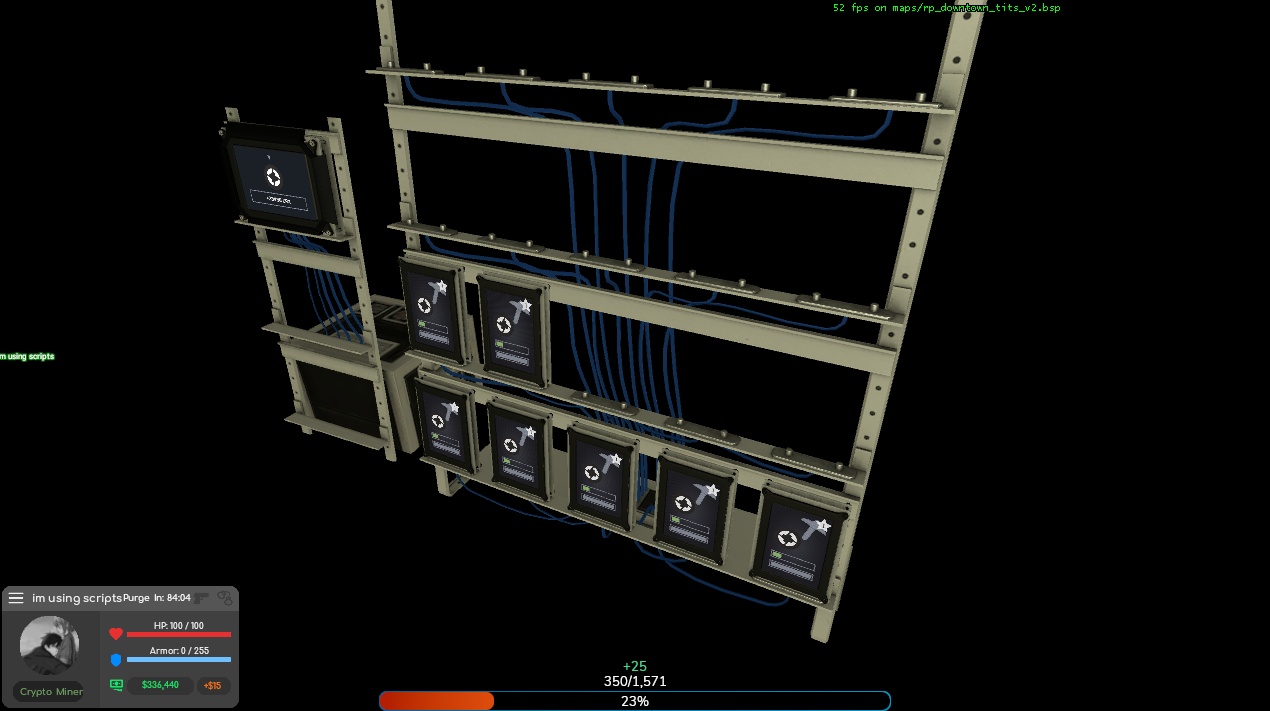 52 fps on maps/rp_downtown_tits_v2.bsp
m using scripts
im using scripts Purge In: 84:04
HP: 100 / 100
Armor: 0 / 255
Crypto Miner
$336,440
+$15
+25
350/1,571
23%